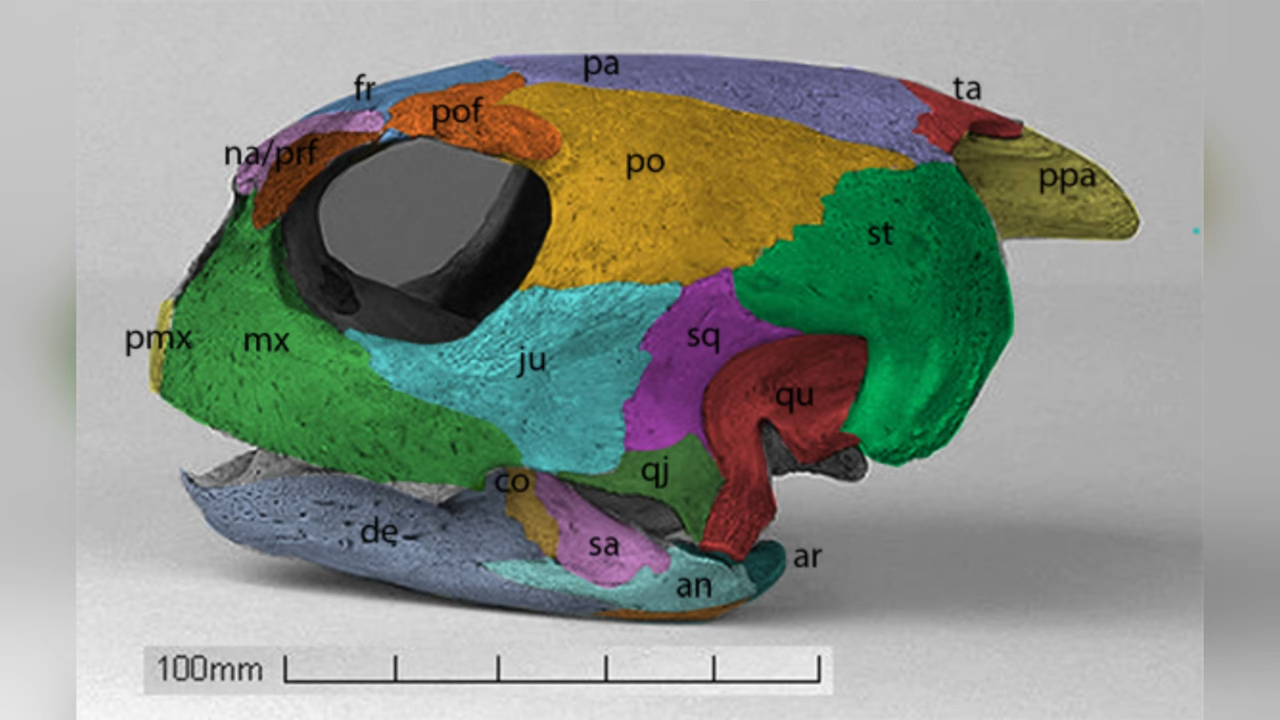 pa
fr
ta
pof
na/prf
po
ppa
st
pmx
mx
ju
sq
qu
qj
co
de
sa
ar
an
100mm